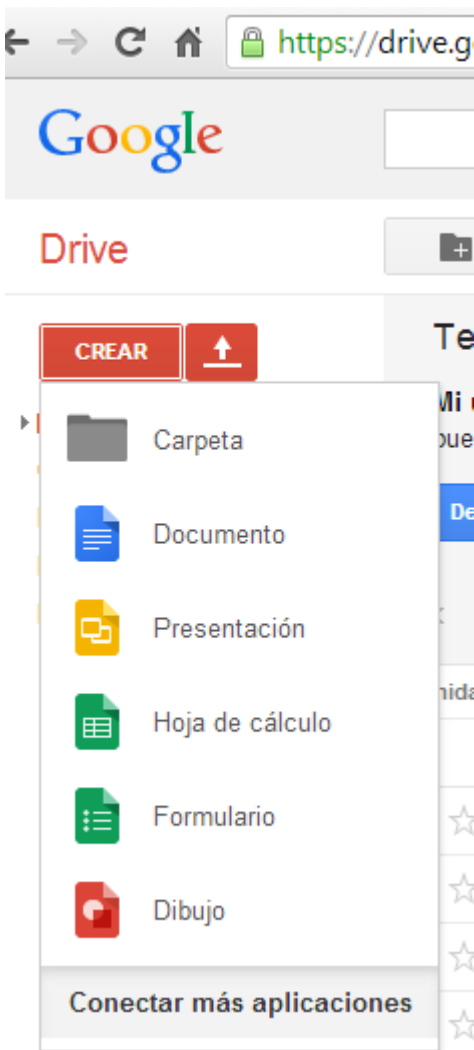 https://drive.g
Google
Drive
CREAR
Te
Mi
Carpeta
De
Documento
Presentación
Hoja de cálculo
Formulario
Dibujo
Conectar más aplicaciones